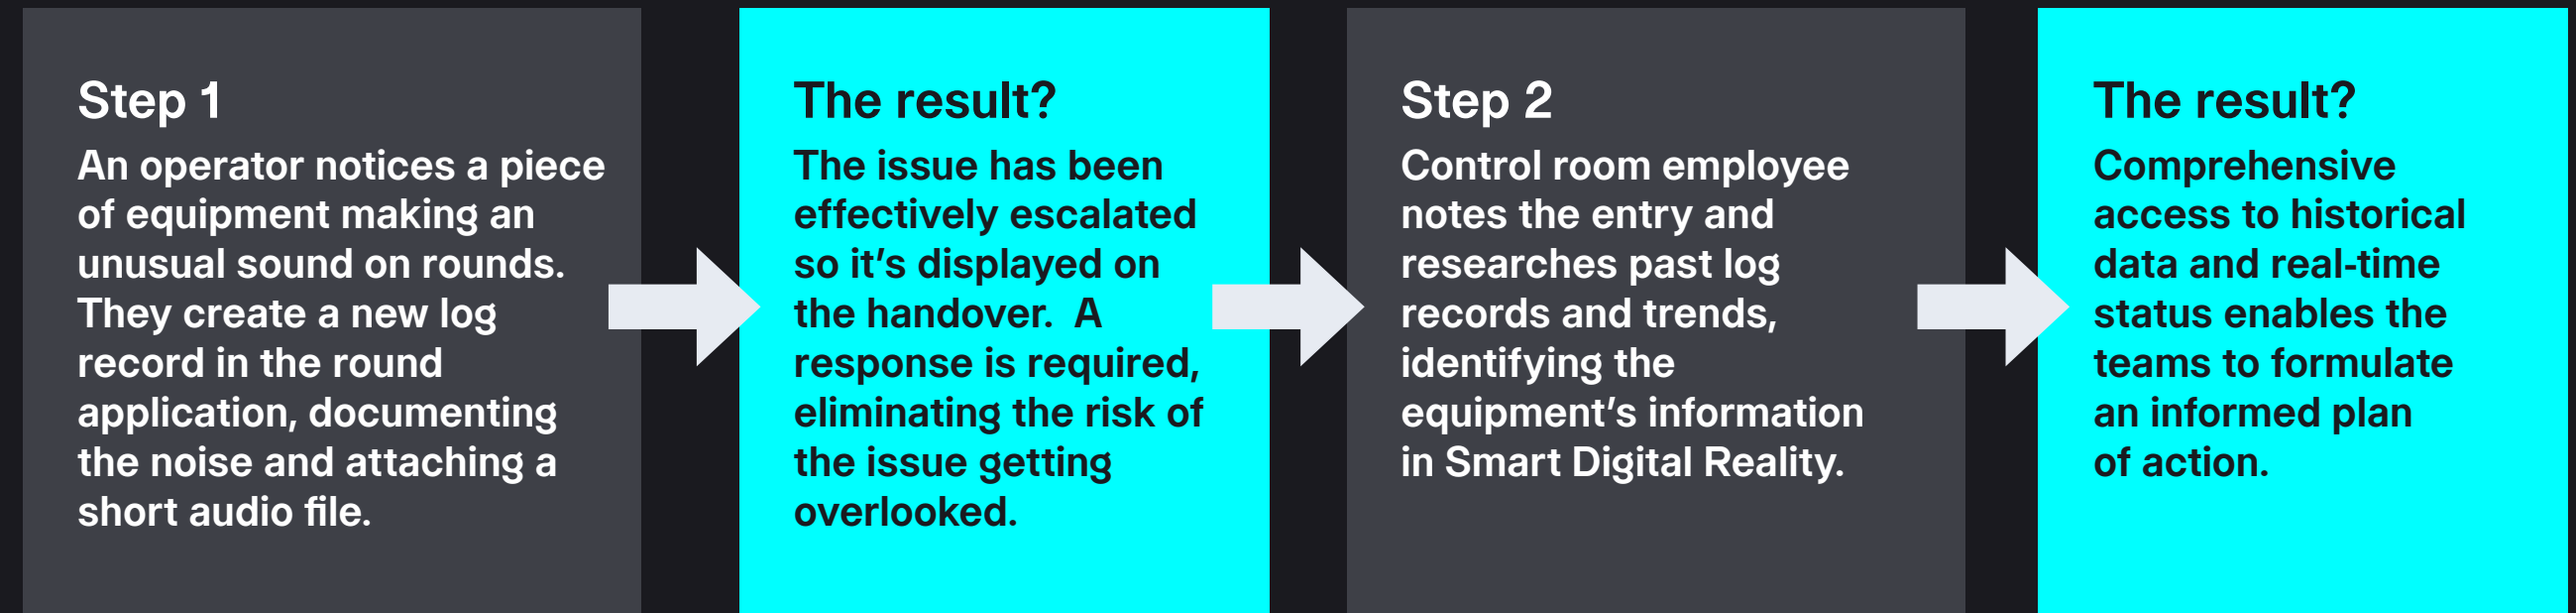 Step 1
An operator notices a piece
of equipment making an
unusual sound on rounds.
They create a new log
record in the round
application, documenting
the noise and attaching a
short audio file.
The result?
The issue has been
effectively escalated
so it’s displayed on
the handover.  A
response is required,
eliminating the risk of
the issue getting
overlooked.
Step 2
Control room employee
notes the entry and
researches past log
records and trends,
identifying the
equipment’s information
in Smart Digital Reality.
The result?
Comprehensive
access to historical
data and real-time
status enables the
teams to formulate
an informed plan
of action.